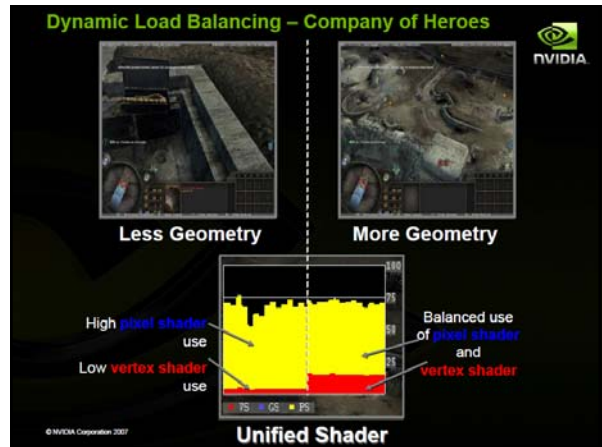 Dynamic Load Balancing – Company of Heroes
NVIDIA.
Less Geometry
More Geometry
100
75
50
25
High pixel shader
use
Low vertex shader
use
Balanced use
of pixel shader
and
vertex shader
GS
PS
© NVIDIA Corporation 2007
Unified Shader